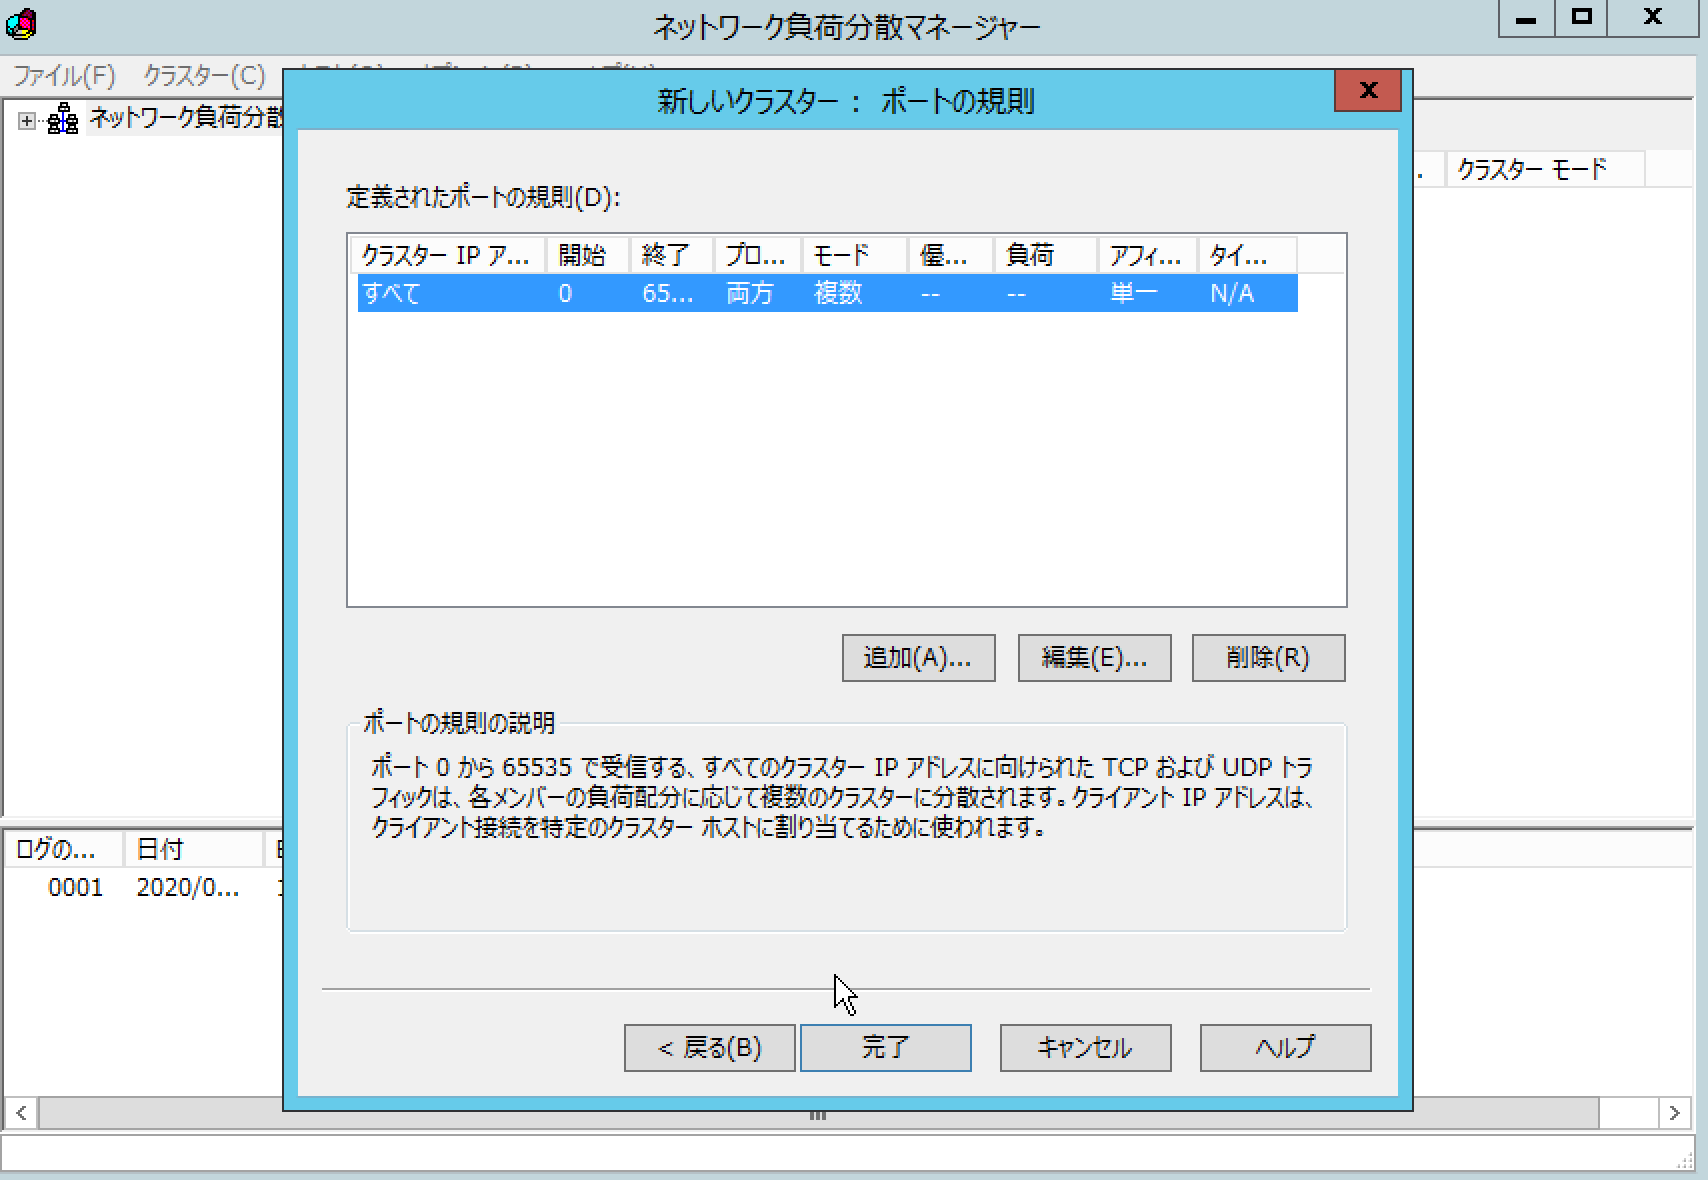 ネットワーク負荷分散マネージャー
ファイル(F) クラスター(C)
新しいクラスター : ポートの規則
ネットワーク負荷分散
クラスター モード
定義されたポートの規則(D):
クラスター IP ア... 開始 終了 プロ... モード 優... 負荷 アフィ... タイ...
すべて 0 65... 両方 複数 -- -- 単一 N/A
追加(A)... 編集(E)... 削除(R)
ポートの規則の説明
ポート 0 から 65535 で受信する、すべてのクラスター IP アドレスに向けられた TCP および UDP トラ
フィックは、各メンバーの負荷配分に応じて複数のクラスターに分散されます。クライアント IP アドレスは、
クライアント接続を特定のクラスター ホストに割り当てるために使われます。
ログの... 日付
0001 2020/0...
< 戻る(B) 完了 キャンセル ヘルプ